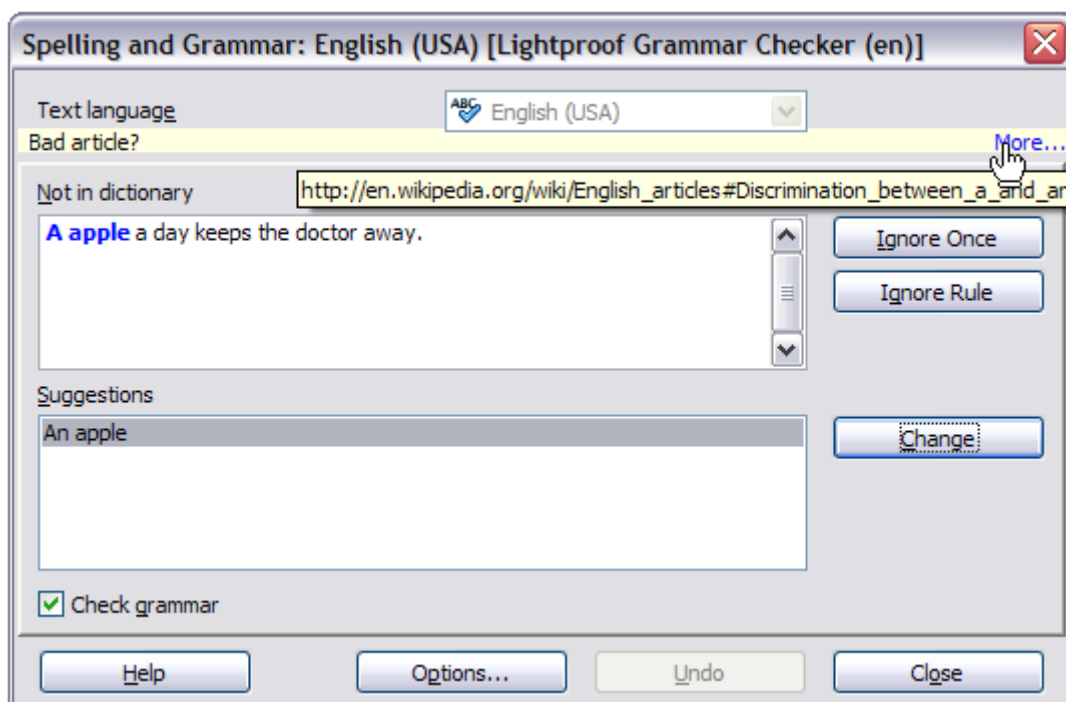 Spelling and Grammar: English (USA) [Lightproof Grammar Checker (en)]
Text language
ABC English (USA)
Bad article? More...
Not in dictionary
http://en.wikipedia.org/wiki/English_articles#Discrimination_between_a_and_an
A apple a day keeps the doctor away.
Ignore Once
Ignore Rule
Suggestions
An apple
Change
Check grammar
Help Options... Undo Close